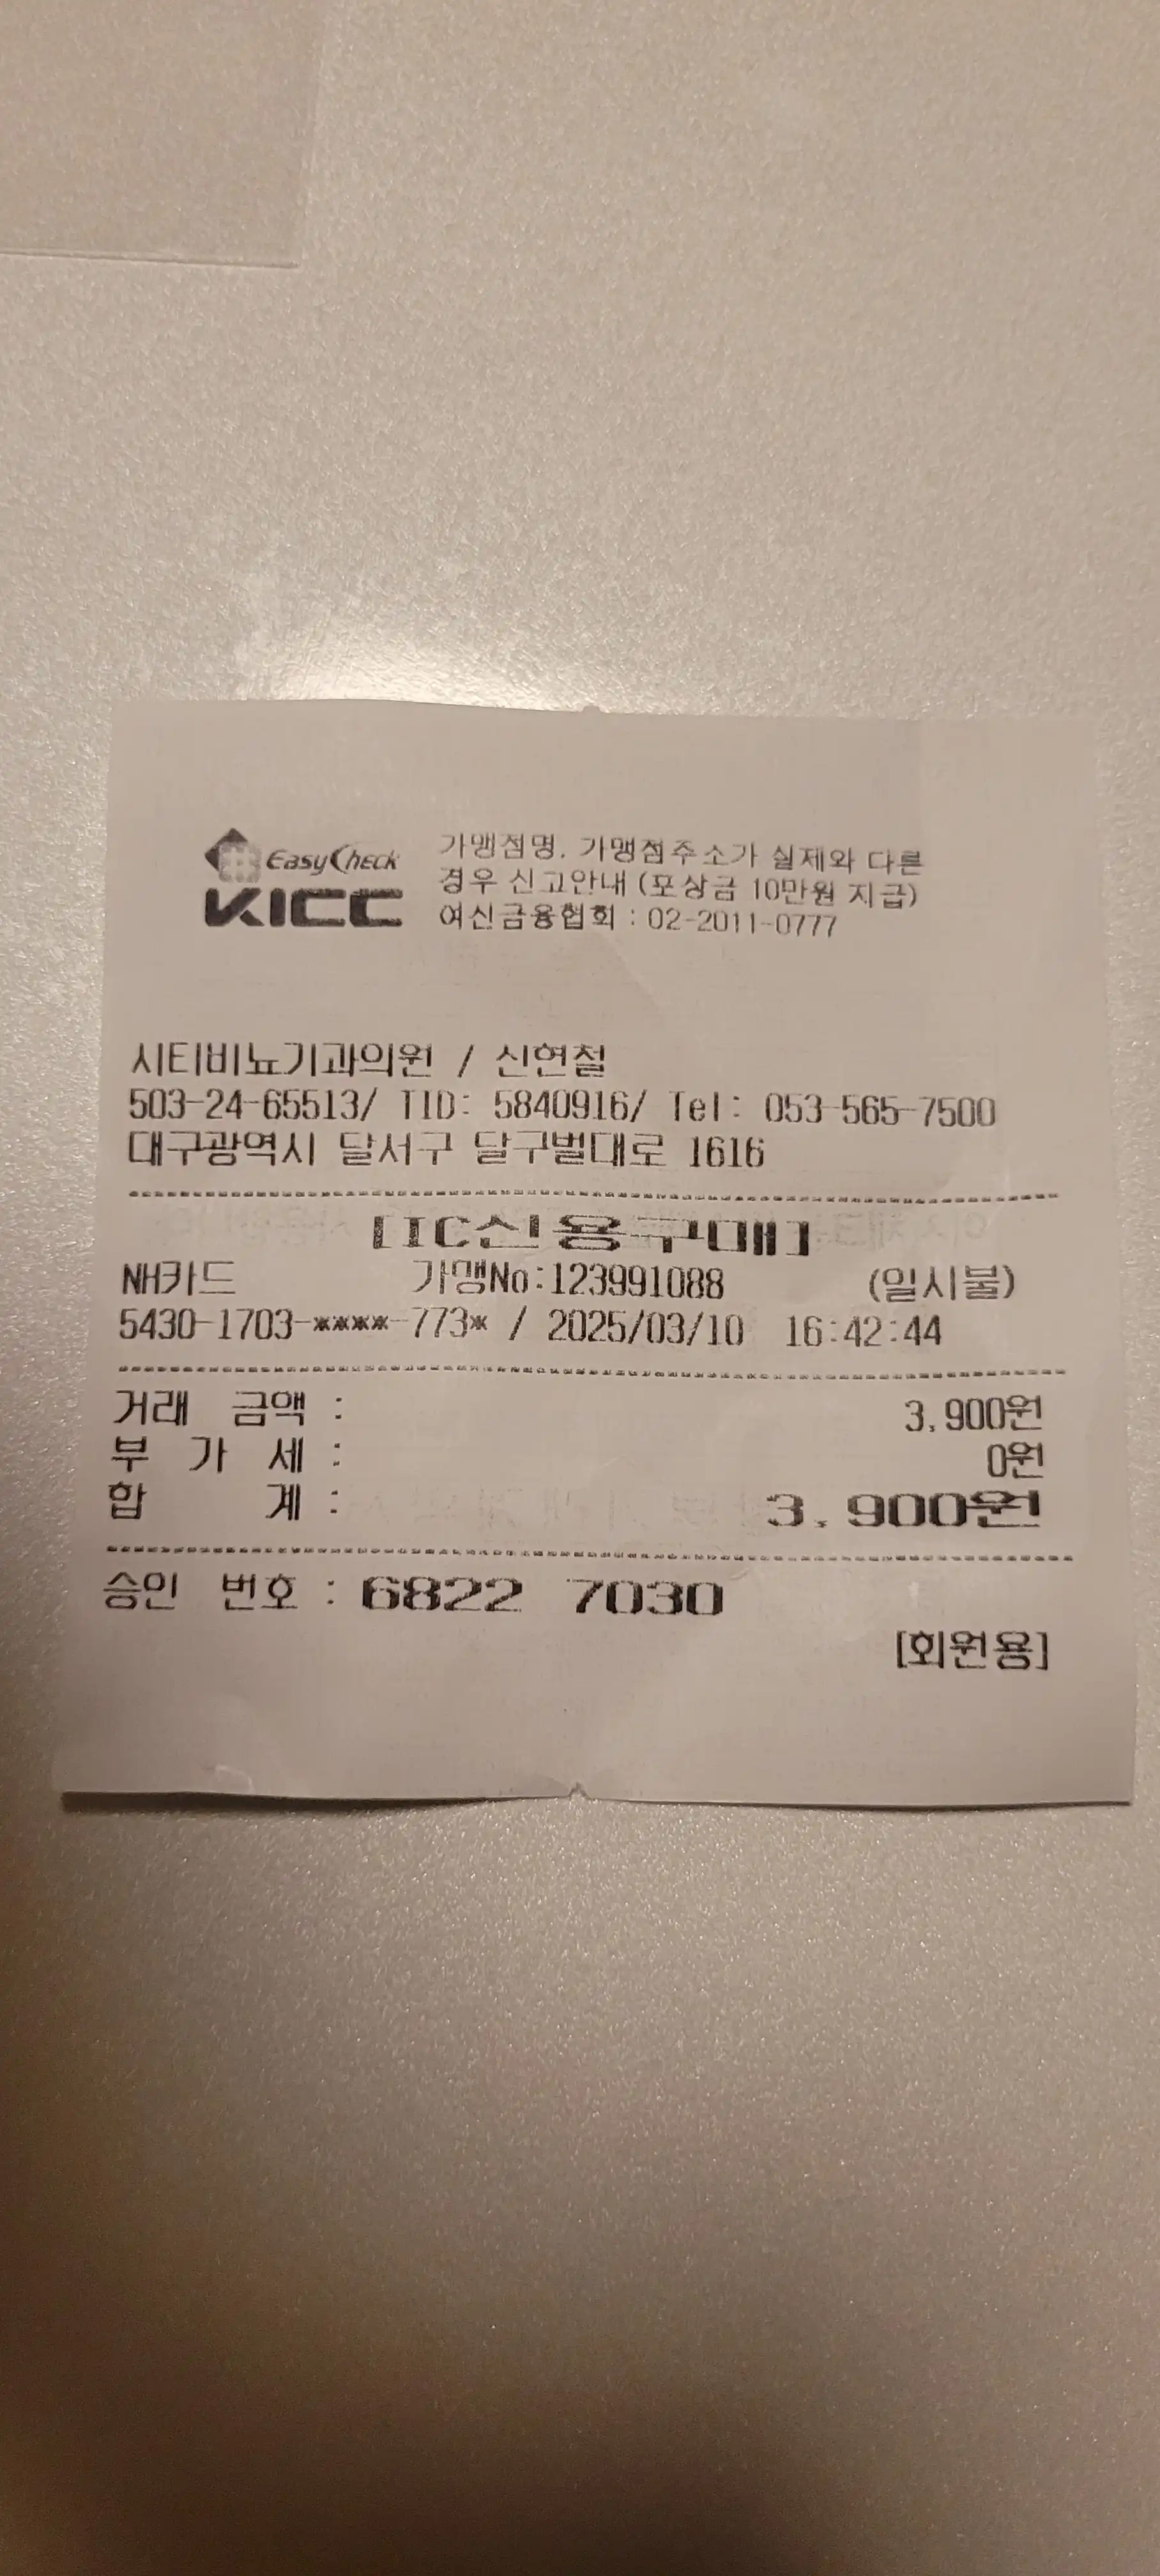 EasyCheck
KICC
가맹점명, 가맹점주소가 실제와 다른
경우 신고안내 (포상금 10만원 지급)
여신금융협회 : 02-2011-0777
시티비뇨기과의원 / 신현철
503-24-65513/ TID: 5840916/ Tel: 053-565-7500
대구광역시 달서구 달구벌대로 1616
[IC신용구매]
NH카드 가맹No:123991088 (일시불)
5430-1703-****-773* / 2025/03/10 16:42:44
거래 금액 : 3,900원
부 가 세 : 0원
합 계 : 3,900원
승인 번호 : 6822 7030
[회원용]